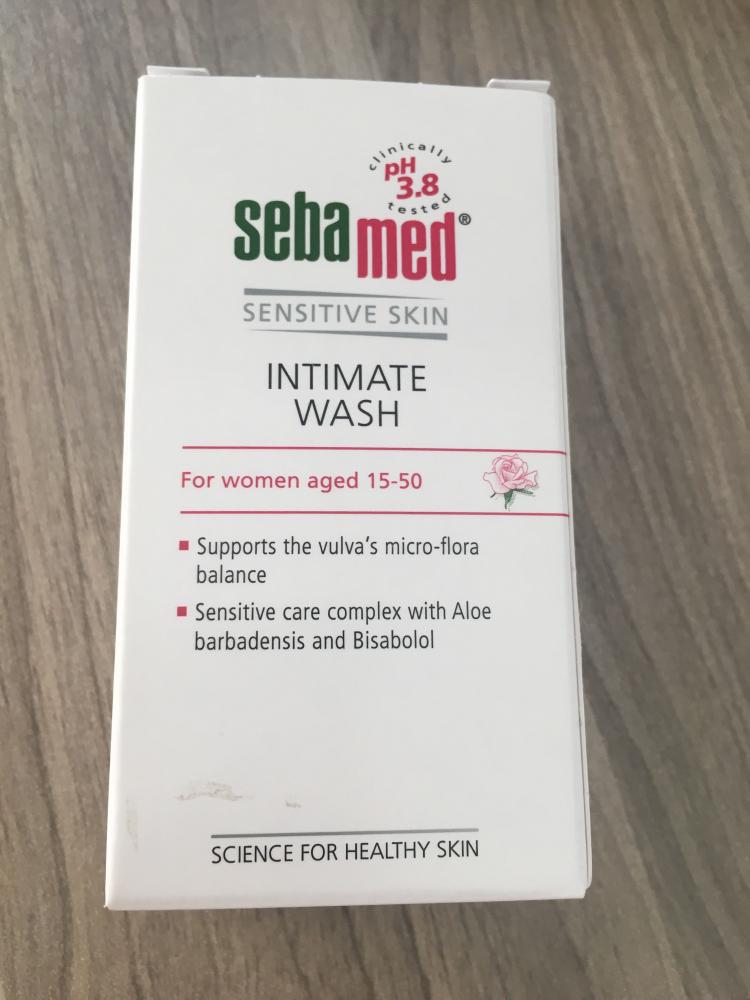 clinically
pH
3.8
tested
sebamed®
SENSITIVE SKIN
INTIMATE
WASH
For women aged 15-50
▪ Supports the vulva's micro-flora
balance
▪ Sensitive care complex with Aloe
barbadensis and Bisabolol
SCIENCE FOR HEALTHY SKIN